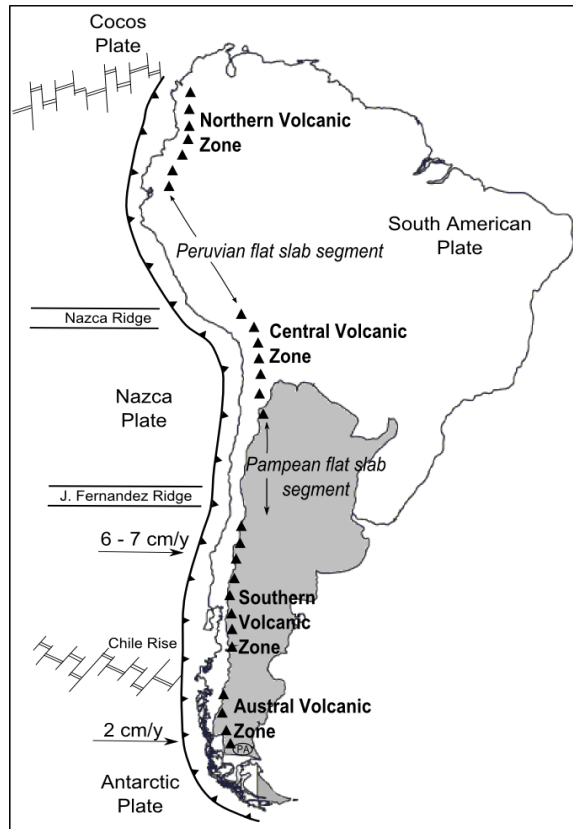 Cocos
Plate
Northern Volcanic
Zone
South American
Plate
Peruvian flat slab segment
Nazca Ridge
Central Volcanic
Zone
Nazca
Plate
Pampean flat slab
segment
J. Fernandez Ridge
6 - 7 cm/y
Southern
Volcanic
Zone
Chile Rise
Austral Volcanic
Zone
2 cm/y
PA
Antarctic
Plate